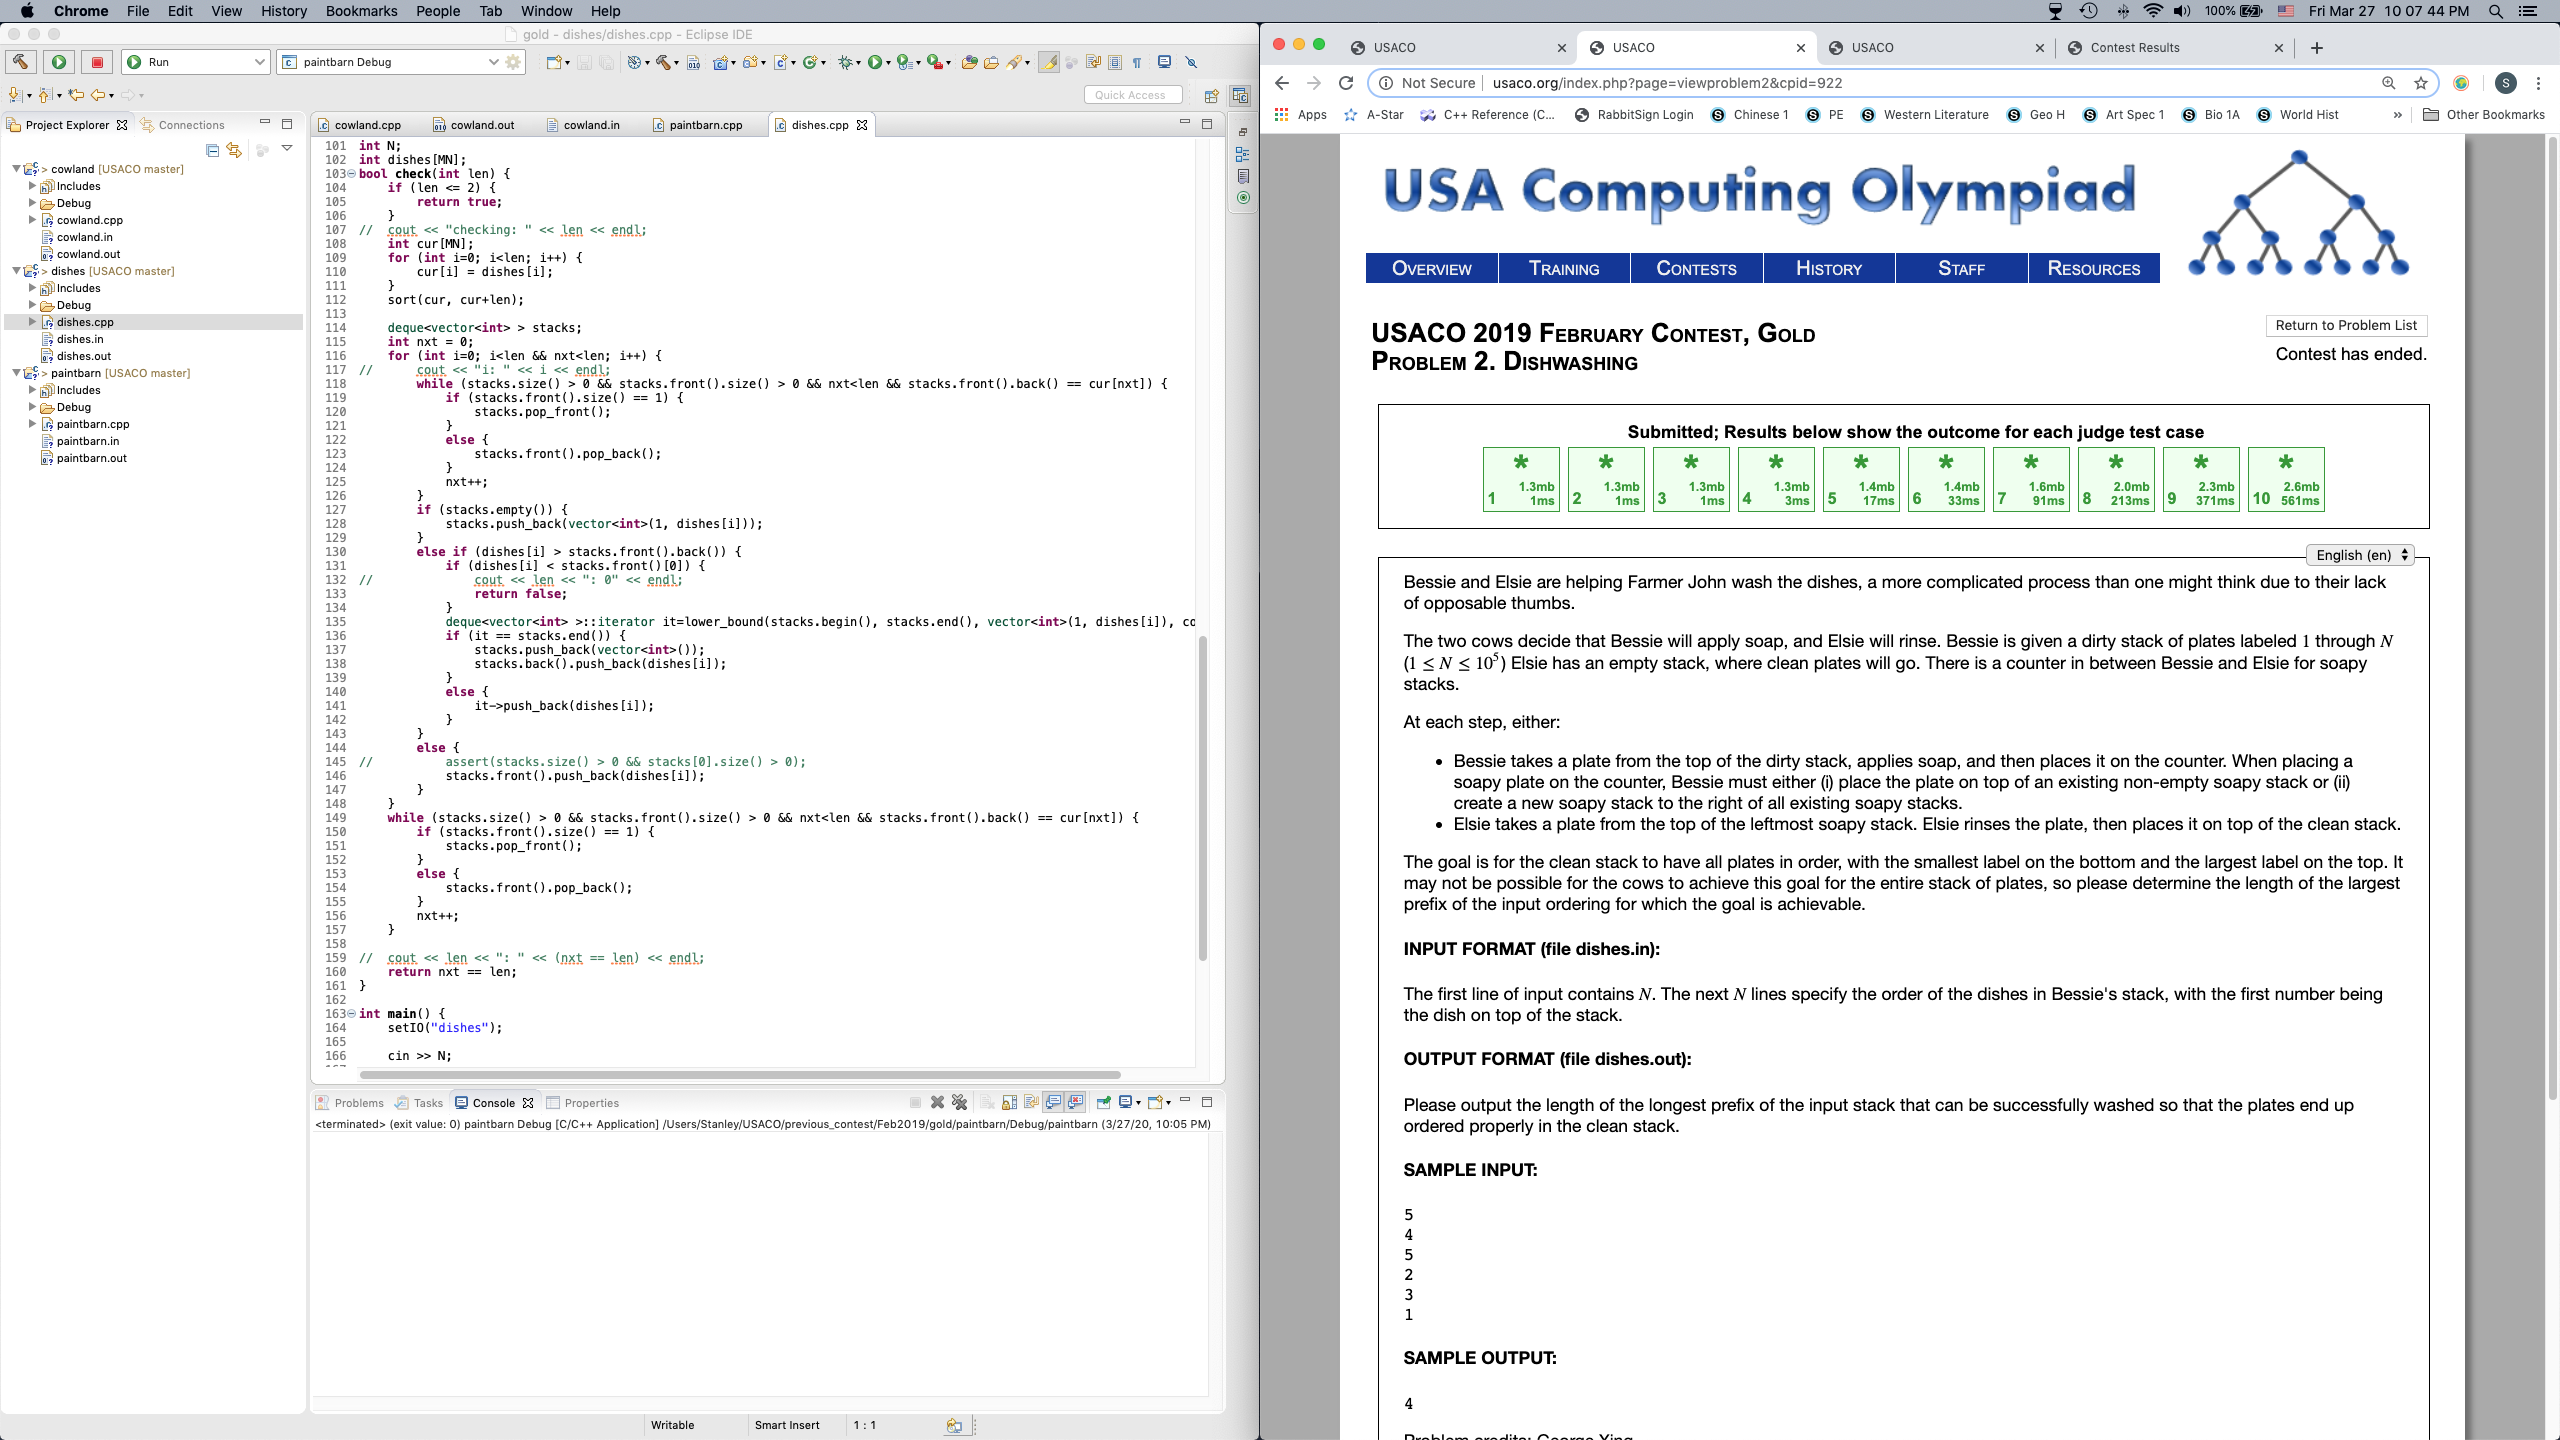 Chrome File Edit View History Bookmarks People Tab Window Help
100% Fri Mar 27 10 07 44 PM
gold - dishes/dishes.cpp - Eclipse IDE
Run paintbarn Debug
Quick Access
Project Explorer Connections
> cowland [USACO master]
Includes
Debug
cowland.cpp
cowland.in
cowland.out
> dishes [USACO master]
Includes
Debug
dishes.cpp
dishes.in
dishes.out
> paintbarn [USACO master]
Includes
Debug
paintbarn.cpp
paintbarn.in
paintbarn.out
cowland.cpp cowland.out cowland.in paintbarn.cpp dishes.cpp
101 int N;
102 int dishes[MN];
103 bool check(int len) {
104 if (len <= 2) {
105 return true;
106 }
107 // cout << "checking: " << len << endl;
108 int cur[MN];
109 for (int i=0; i<len; i++) {
110 cur[i] = dishes[i];
111 }
112 sort(cur, cur+len);
113
114 deque<vector<int> > stacks;
115 int nxt = 0;
116 for (int i=0; i<len && nxt<len; i++) {
117 // cout << "i: " << i << endl;
118 while (stacks.size() > 0 && stacks.front().size() > 0 && nxt<len && stacks.front().back() == cur[nxt]) {
119 if (stacks.front().size() == 1) {
120 stacks.pop_front();
121 }
122 else {
123 stacks.front().pop_back();
124 }
125 nxt++;
126 }
127 if (stacks.empty()) {
128 stacks.push_back(vector<int>(1, dishes[i]));
129 }
130 else if (dishes[i] > stacks.front().back()) {
131 if (dishes[i] < stacks.front()[0]) {
132 // cout << len << ": 0" << endl;
133 return false;
134 }
135 deque<vector<int> >::iterator it=lower_bound(stacks.begin(), stacks.end(), vector<int>(1, dishes[i]), co
136 if (it == stacks.end()) {
137 stacks.push_back(vector<int>());
138 stacks.back().push_back(dishes[i]);
139 }
140 else {
141 it->push_back(dishes[i]);
142 }
143 }
144 else {
145 // assert(stacks.size() > 0 && stacks[0].size() > 0);
146 stacks.front().push_back(dishes[i]);
147 }
148 }
149 while (stacks.size() > 0 && stacks.front().size() > 0 && nxt<len && stacks.front().back() == cur[nxt]) {
150 if (stacks.front().size() == 1) {
151 stacks.pop_front();
152 }
153 else {
154 stacks.front().pop_back();
155 }
156 nxt++;
157 }
158
159 // cout << len << ": " << (nxt == len) << endl;
160 return nxt == len;
161 }
162
163 int main() {
164 setIO("dishes");
165
166 cin >> N;
Problems Tasks Console Properties
<terminated> (exit value: 0) paintbarn Debug [C/C++ Application] /Users/Stanley/USACO/previous_contest/Feb2019/gold/paintbarn/Debug/paintbarn (3/27/20, 10:05 PM)
Writable Smart Insert 1 : 1
USACO USACO USACO Contest Results
Not Secure usaco.org/index.php?page=viewproblem2&cpid=922 S
Apps A-Star C++ Reference (C... RabbitSign Login Chinese 1 PE Western Literature Geo H Art Spec 1 Bio 1A World Hist » Other Bookmarks
USA Computing Olympiad
OVERVIEW TRAINING CONTESTS HISTORY STAFF RESOURCES
USACO 2019 FEBRUARY CONTEST, GOLD
PROBLEM 2. DISHWASHING
Return to Problem List
Contest has ended.
Submitted; Results below show the outcome for each judge test case
* * * * * * * * * *
1.3mb 1.3mb 1.3mb 1.3mb 1.4mb 1.4mb 1.6mb 2.0mb 2.3mb 2.6mb
1 1ms 2 1ms 3 1ms 4 3ms 5 17ms 6 33ms 7 91ms 8 213ms 9 371ms 10 561ms
English (en)
Bessie and Elsie are helping Farmer John wash the dishes, a more complicated process than one might think due to their lack
of opposable thumbs.
The two cows decide that Bessie will apply soap, and Elsie will rinse. Bessie is given a dirty stack of plates labeled 1 through N
(1 ≤ N ≤ 10⁵) Elsie has an empty stack, where clean plates will go. There is a counter in between Bessie and Elsie for soapy
stacks.
At each step, either:
• Bessie takes a plate from the top of the dirty stack, applies soap, and then places it on the counter. When placing a
soapy plate on the counter, Bessie must either (i) place the plate on top of an existing non-empty soapy stack or (ii)
create a new soapy stack to the right of all existing soapy stacks.
• Elsie takes a plate from the top of the leftmost soapy stack. Elsie rinses the plate, then places it on top of the clean stack.
The goal is for the clean stack to have all plates in order, with the smallest label on the bottom and the largest label on the top. It
may not be possible for the cows to achieve this goal for the entire stack of plates, so please determine the length of the largest
prefix of the input ordering for which the goal is achievable.
INPUT FORMAT (file dishes.in):
The first line of input contains N. The next N lines specify the order of the dishes in Bessie's stack, with the first number being
the dish on top of the stack.
OUTPUT FORMAT (file dishes.out):
Please output the length of the longest prefix of the input stack that can be successfully washed so that the plates end up
ordered properly in the clean stack.
SAMPLE INPUT:
5
4
5
2
3
1
SAMPLE OUTPUT:
4
Problem credits: George Xing